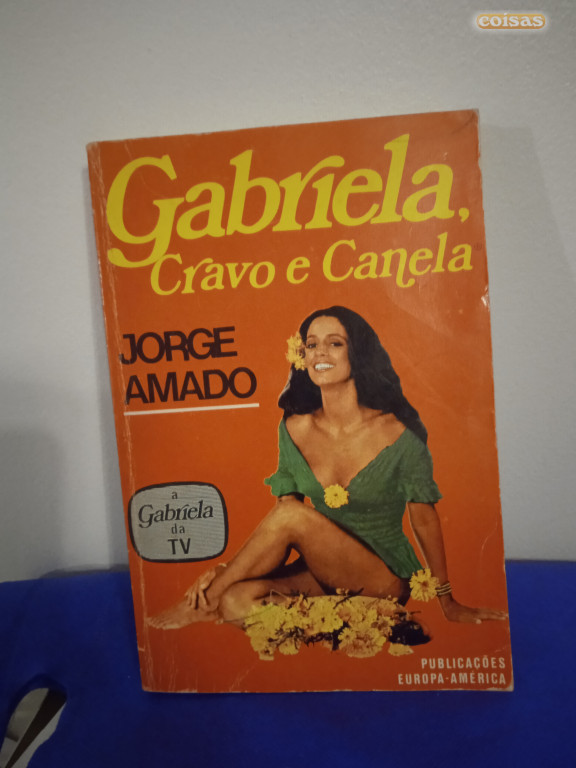 coisas
Gabriela,
Cravo e Canela
JORGE
AMADO
a
Gabriela
da
TV
PUBLICAÇÕES
EUROPA-AMÉRICA